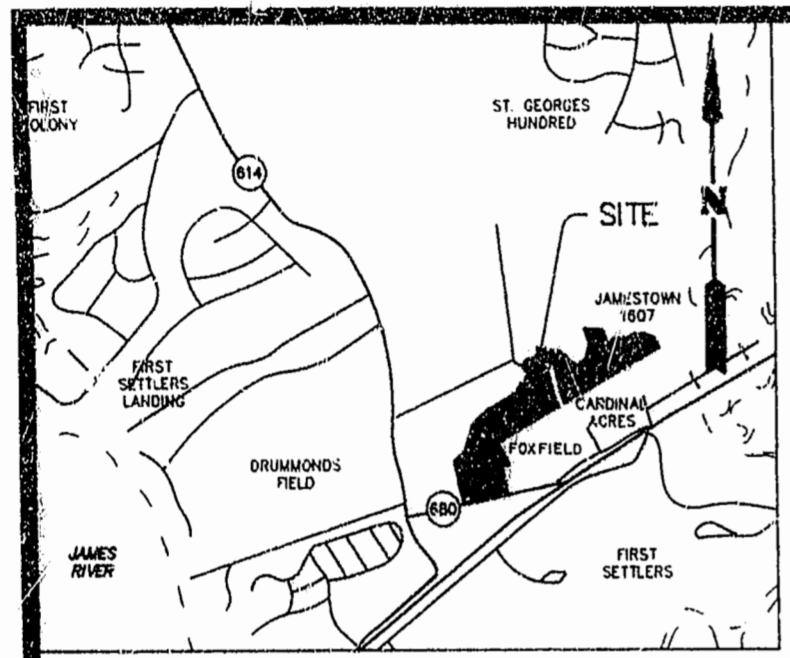 FIRST
OLONY
ST. GEORGES
HUNDRED
614
SITE
N
JAMESTOWN
1607
FIRST
SETTLERS
LANDING
CARDINAL
ACRES
FOXFIELD
DRUMMONDS
FIELD
680
JAMES
RIVER
FIRST
SETTLERS